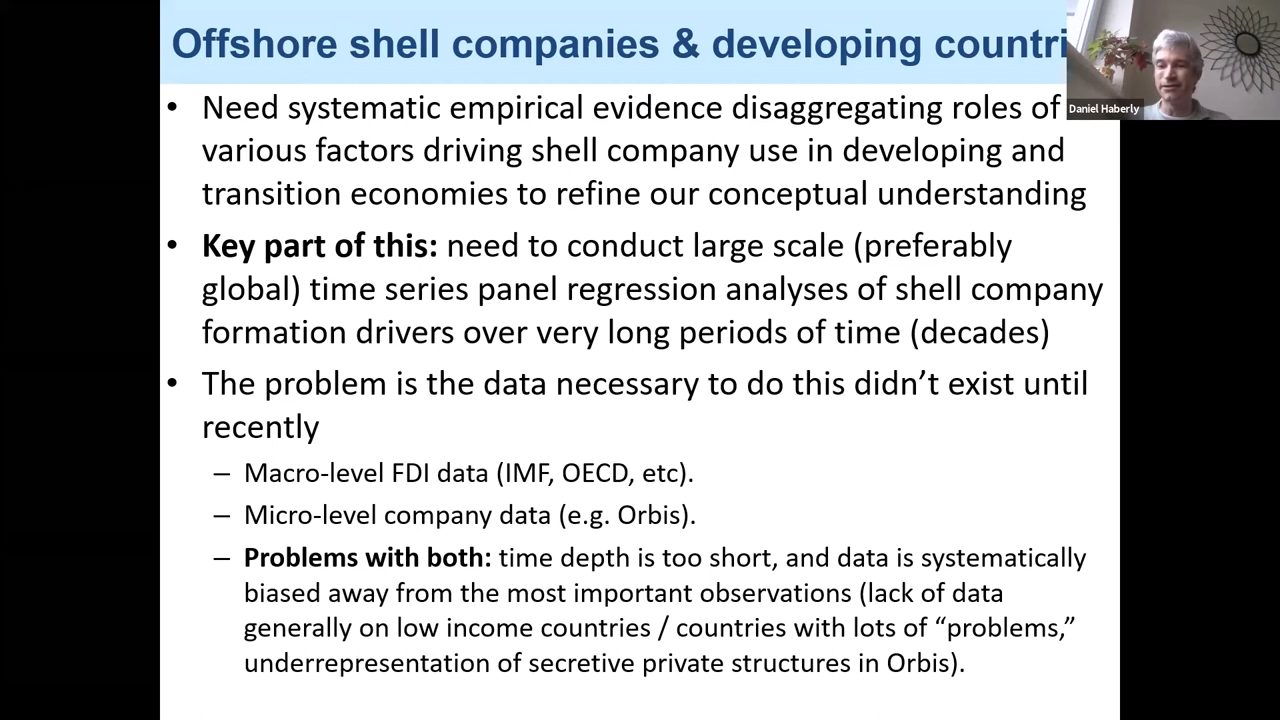 Offshore shell companies & developing countri
Daniel Haberly
• Need systematic empirical evidence disaggregating roles of
various factors driving shell company use in developing and
transition economies to refine our conceptual understanding
• Key part of this: need to conduct large scale (preferably
global) time series panel regression analyses of shell company
formation drivers over very long periods of time (decades)
• The problem is the data necessary to do this didn’t exist until
recently
– Macro-level FDI data (IMF, OECD, etc).
– Micro-level company data (e.g. Orbis).
– Problems with both: time depth is too short, and data is systematically
biased away from the most important observations (lack of data
generally on low income countries / countries with lots of “problems,”
underrepresentation of secretive private structures in Orbis).